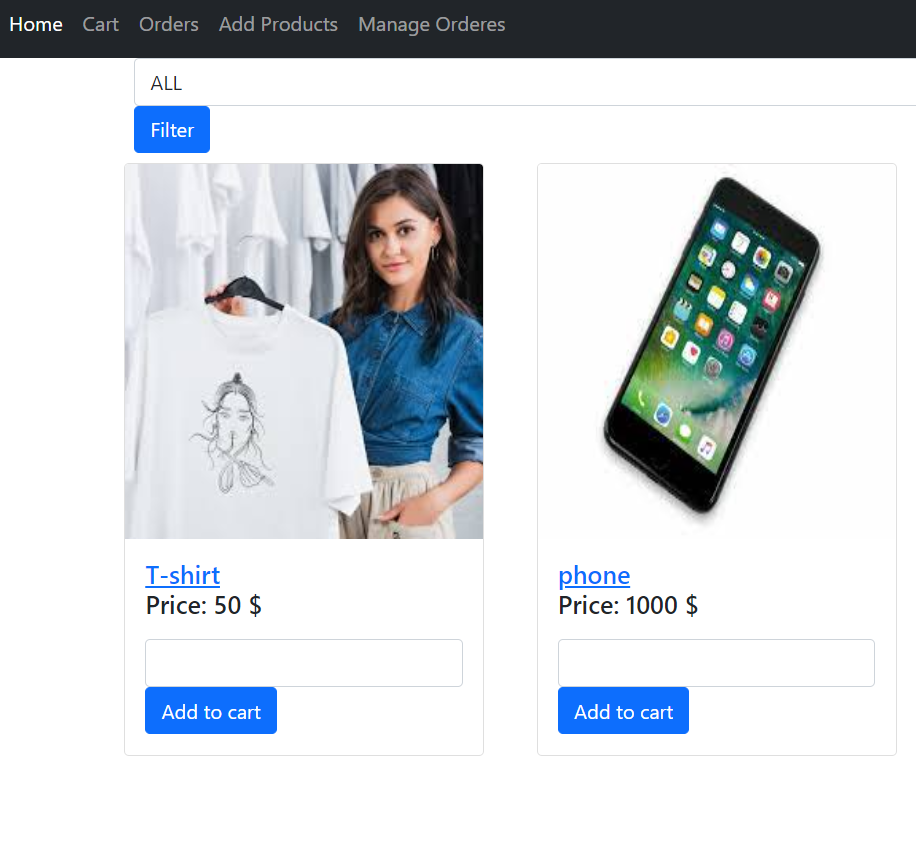 Home Cart Orders Add Products Manage Orderes
ALL
Filter
T-shirt
Price: 50 $
Add to cart
phone
Price: 1000 $
Add to cart